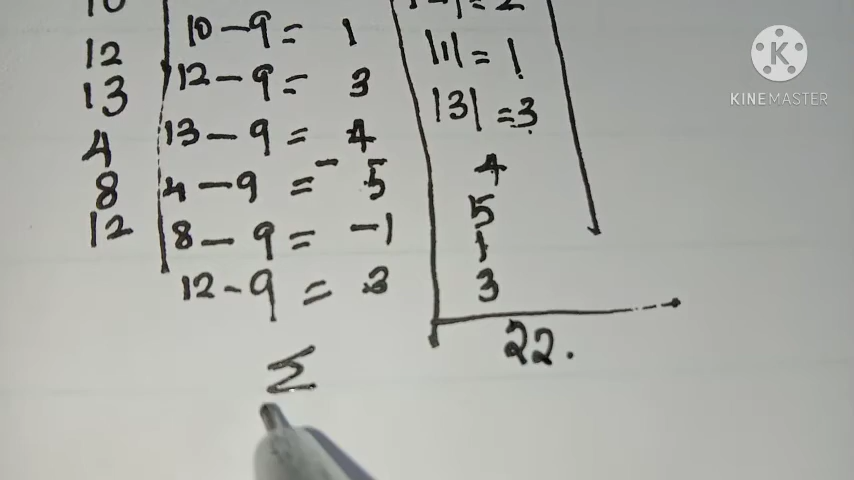 10
12 10-9= 1 |1| = 1
13 12-9= 3 |3| =3
4 13-9= 4 4
8 4-9 = -5 5
12 8-9= -1 1
12-9 = 3 3
22.
Σ
K
KINEMASTER